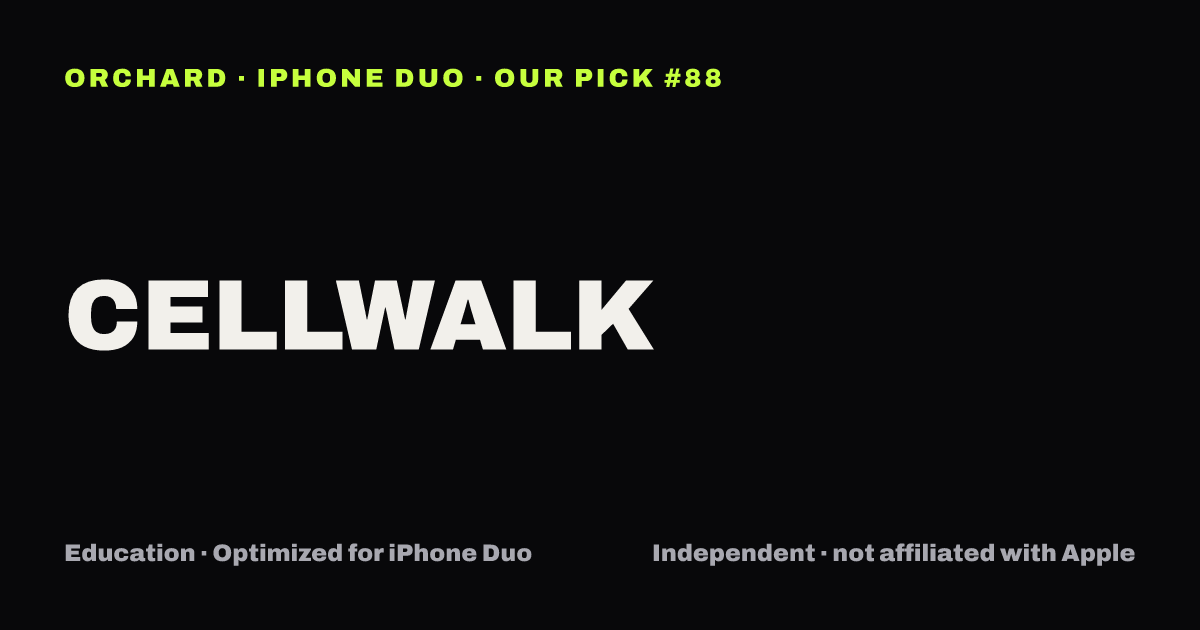 ORCHARD · IPHONE DUO · OUR PICK #88
CELLWALK
Education · Optimized for iPhone Duo
Independent · not affiliated with Apple